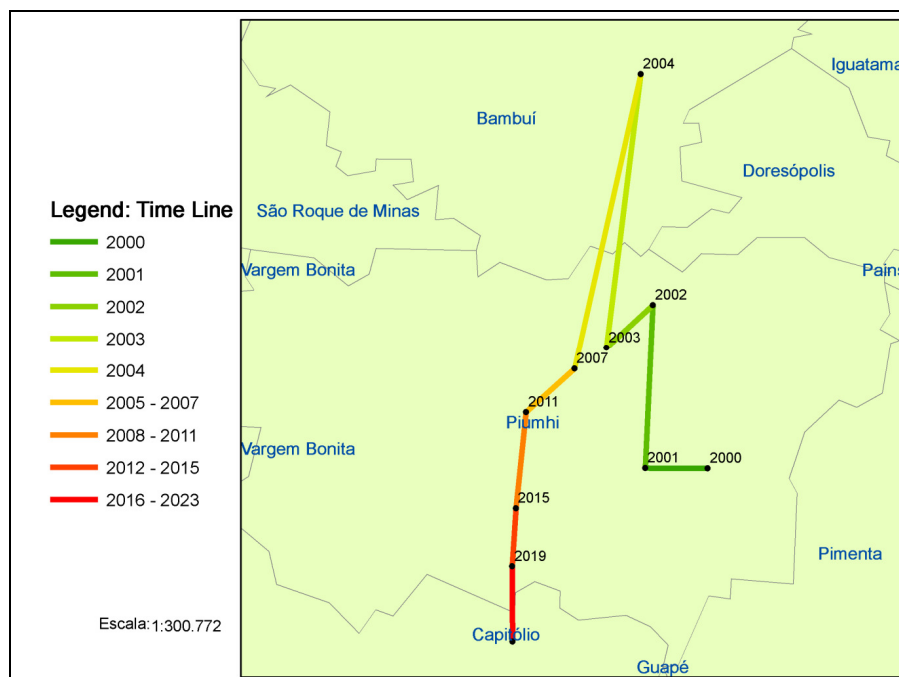 Legend: Time Line
2000
2001
2002
2003
2004
2005 - 2007
2008 - 2011
2012 - 2015
2016 - 2023
Escala: 1:300.772
2004
Iguatama
Bambuí
Doresópolis
São Roque de Minas
Vargem Bonita
Pains
2002
2003
2007
2011
Piumhi
Vargem Bonita
2001
2000
2015
Pimenta
2019
Capitólio
Guapé